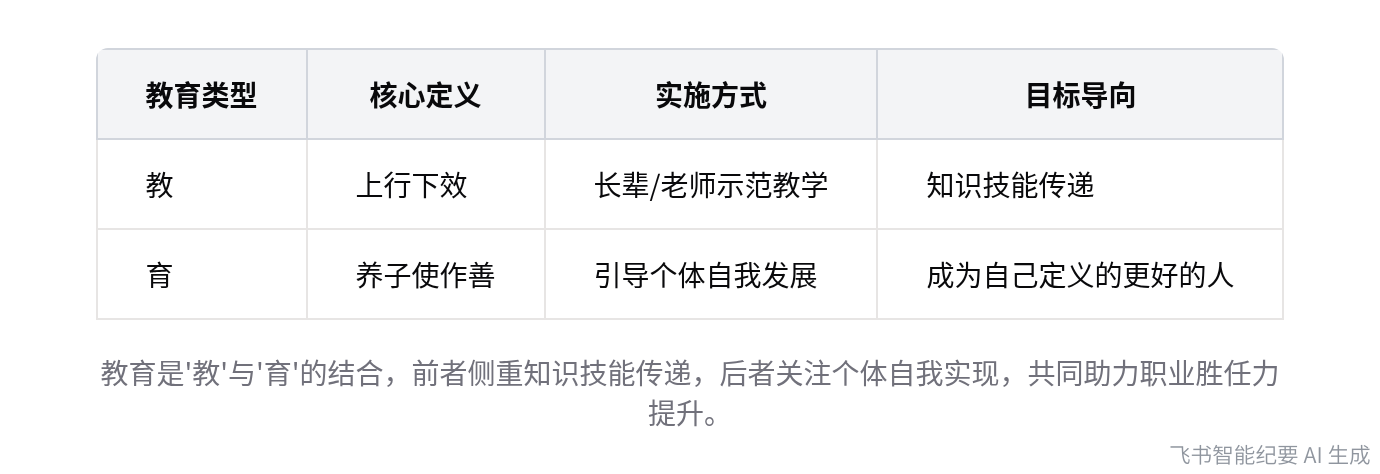 教育类型 核心定义 实施方式 目标导向
教 上行下效 长辈/老师示范教学 知识技能传递
育 养子使作善 引导个体自我发展 成为自己定义的更好的人
教育是'教'与'育'的结合，前者侧重知识技能传递，后者关注个体自我实现，共同助力职业胜任力
提升。
飞书智能纪要 AI 生成